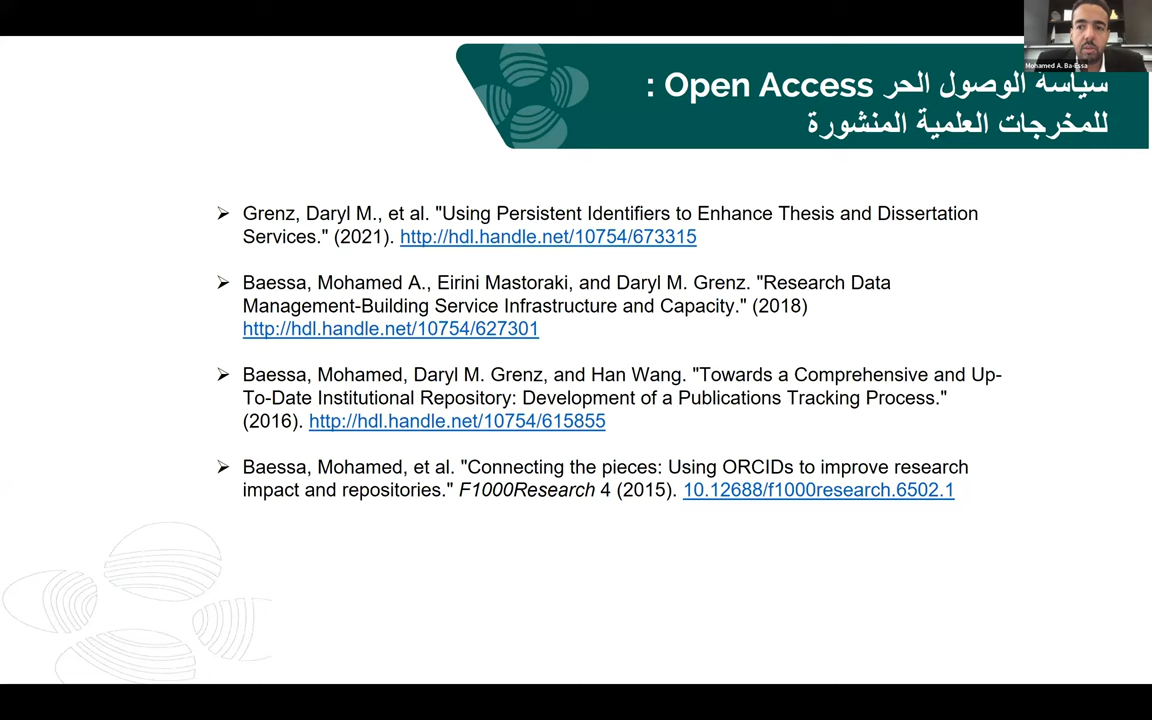 Mohamed A. Ba-Essa
سياسة الوصول الحر Open Access :
للمخرجات العلمية المنشورة
➢ Grenz, Daryl M., et al. "Using Persistent Identifiers to Enhance Thesis and Dissertation
Services." (2021). http://hdl.handle.net/10754/673315
➢ Baessa, Mohamed A., Eirini Mastoraki, and Daryl M. Grenz. "Research Data
Management-Building Service Infrastructure and Capacity." (2018)
http://hdl.handle.net/10754/627301
➢ Baessa, Mohamed, Daryl M. Grenz, and Han Wang. "Towards a Comprehensive and Up-
To-Date Institutional Repository: Development of a Publications Tracking Process."
(2016). http://hdl.handle.net/10754/615855
➢ Baessa, Mohamed, et al. "Connecting the pieces: Using ORCIDs to improve research
impact and repositories." F1000Research 4 (2015). 10.12688/f1000research.6502.1